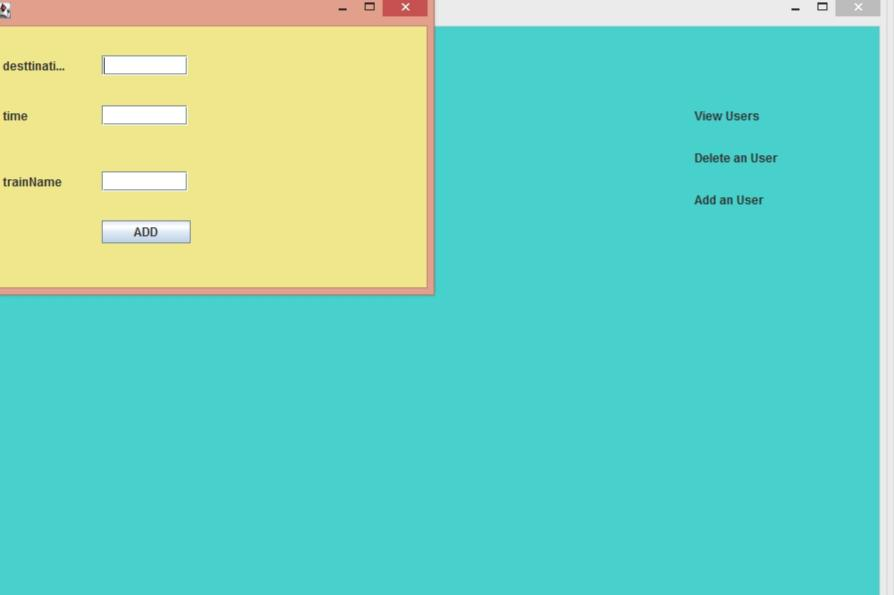 desttinati...
time
trainName
ADD
View Users
Delete an User
Add an User